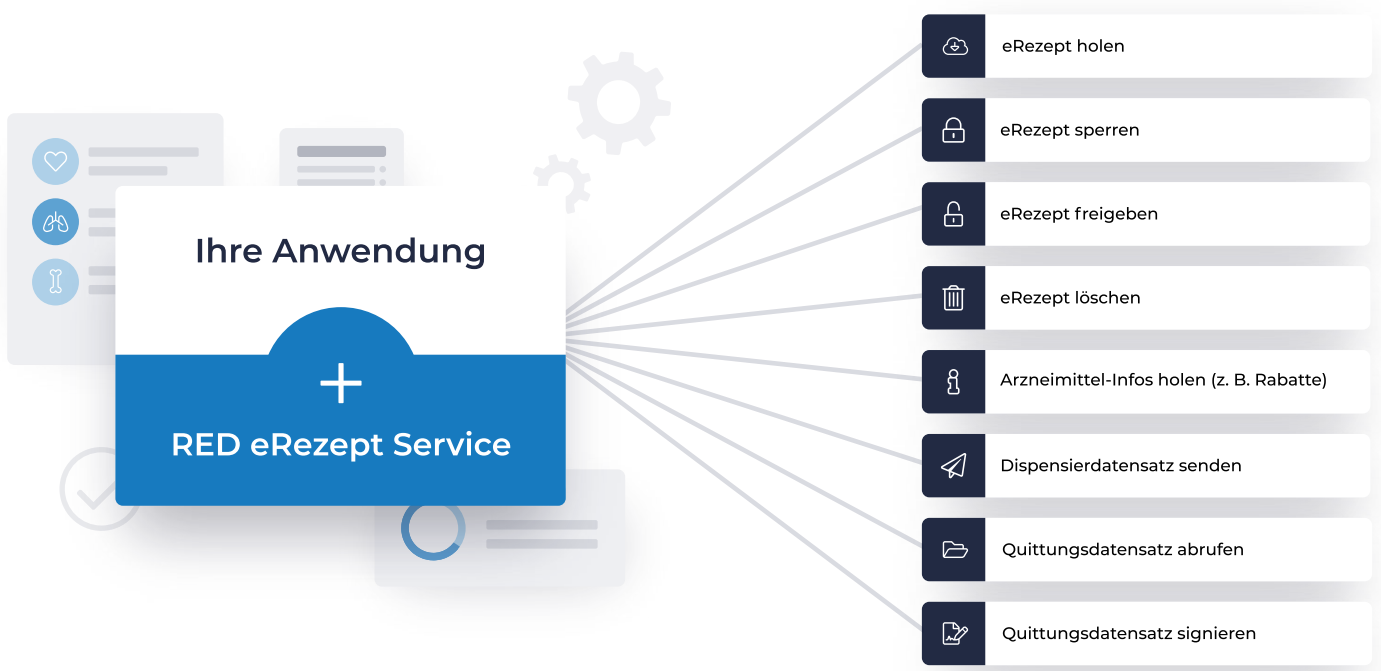 Ihre Anwendung
RED eRezept Service
eRezept holen
eRezept sperren
eRezept freigeben
eRezept löschen
Arzneimittel-Infos holen (z. B. Rabatte)
Dispensierdatensatz senden
Quittungsdatensatz abrufen
Quittungsdatensatz signieren